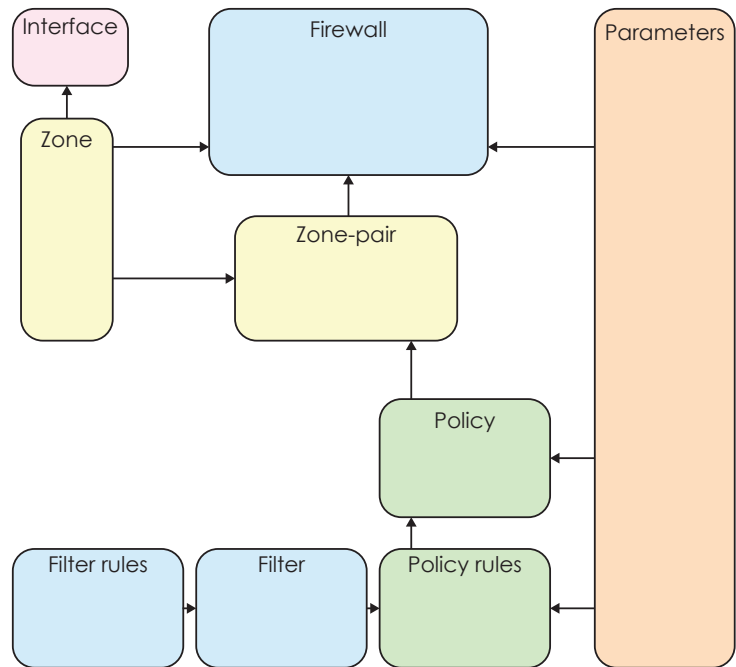 Interface
Firewall
Parameters
Zone
Zone-pair
Policy
Filter rules
Filter
Policy rules